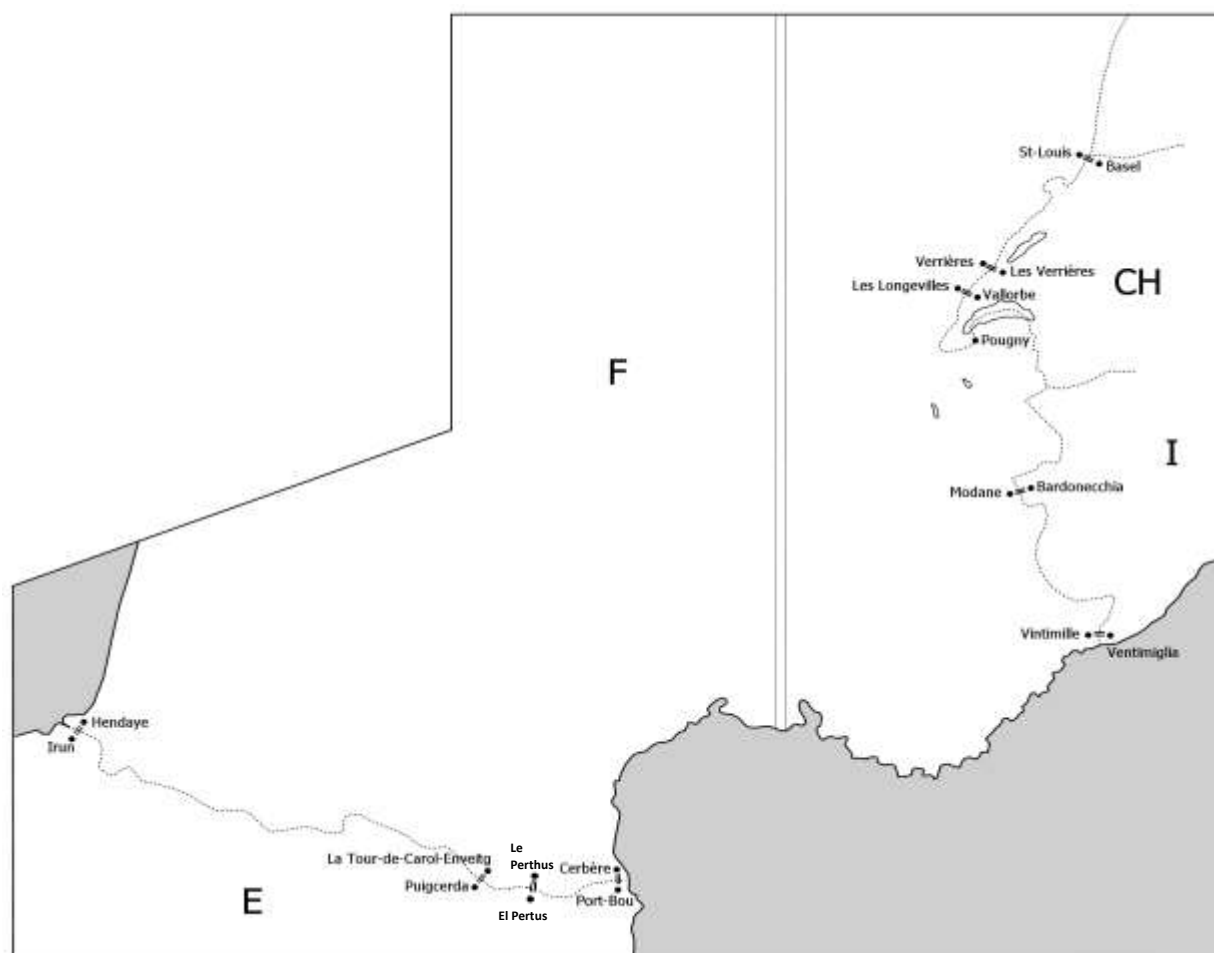 St-Louis
Basel
Verrières
Les Verrières
CH
Les Longevilles
Vallorbe
Pougny
F
I
Modane
Bardonecchia
Vintimille
Ventimiglia
Hendaye
Irun
Le
Perthus
La Tour-de-Carol-Enveitg
Cerbère
Puigcerda
Port-Bou
E
El Pertus